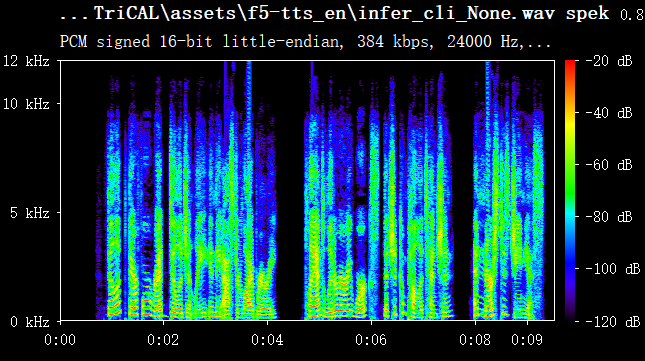 ...TriCAL\assets\f5-tts_en\infer_cli_None.wav spek 0.8
PCM signed 16-bit little-endian, 384 kbps, 24000 Hz,...
12 kHz
10 kHz
5 kHz
0 kHz
-20 dB
-40 dB
-60 dB
-80 dB
-100 dB
-120 dB
0:00 0:02 0:04 0:06 0:08 0:09